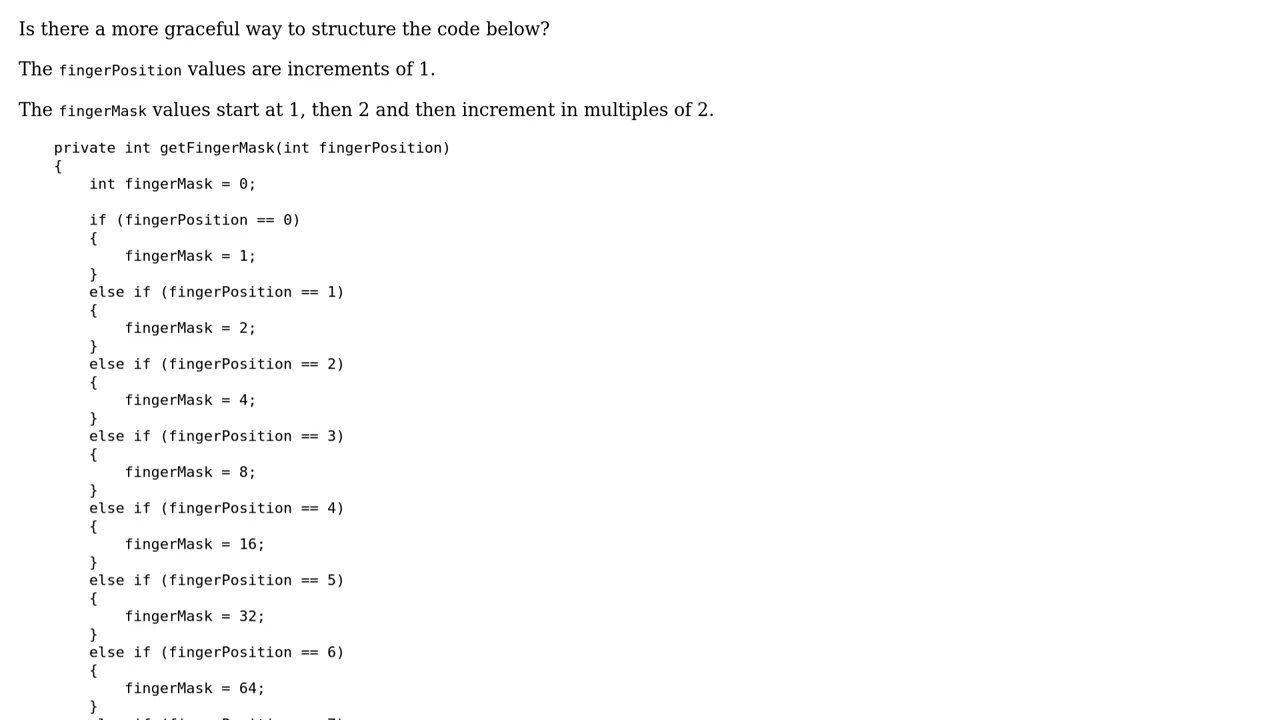 Is there a more graceful way to structure the code below?
The fingerPosition values are increments of 1.
The fingerMask values start at 1, then 2 and then increment in multiples of 2.
private int getFingerMask(int fingerPosition)
{
int fingerMask = 0;
if (fingerPosition == 0)
{
fingerMask = 1;
}
else if (fingerPosition == 1)
{
fingerMask = 2;
}
else if (fingerPosition == 2)
{
fingerMask = 4;
}
else if (fingerPosition == 3)
{
fingerMask = 8;
}
else if (fingerPosition == 4)
{
fingerMask = 16;
}
else if (fingerPosition == 5)
{
fingerMask = 32;
}
else if (fingerPosition == 6)
{
fingerMask = 64;
}